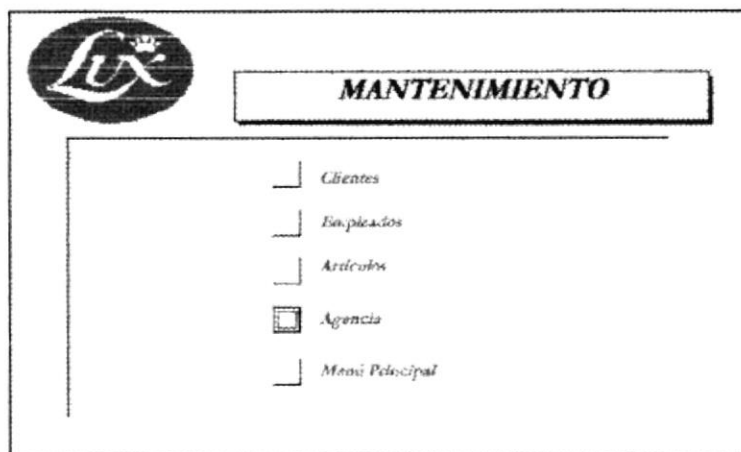 Lux
MANTENIMIENTO
Clientes
Empleados
Artículos
Agencia
Menú Principal